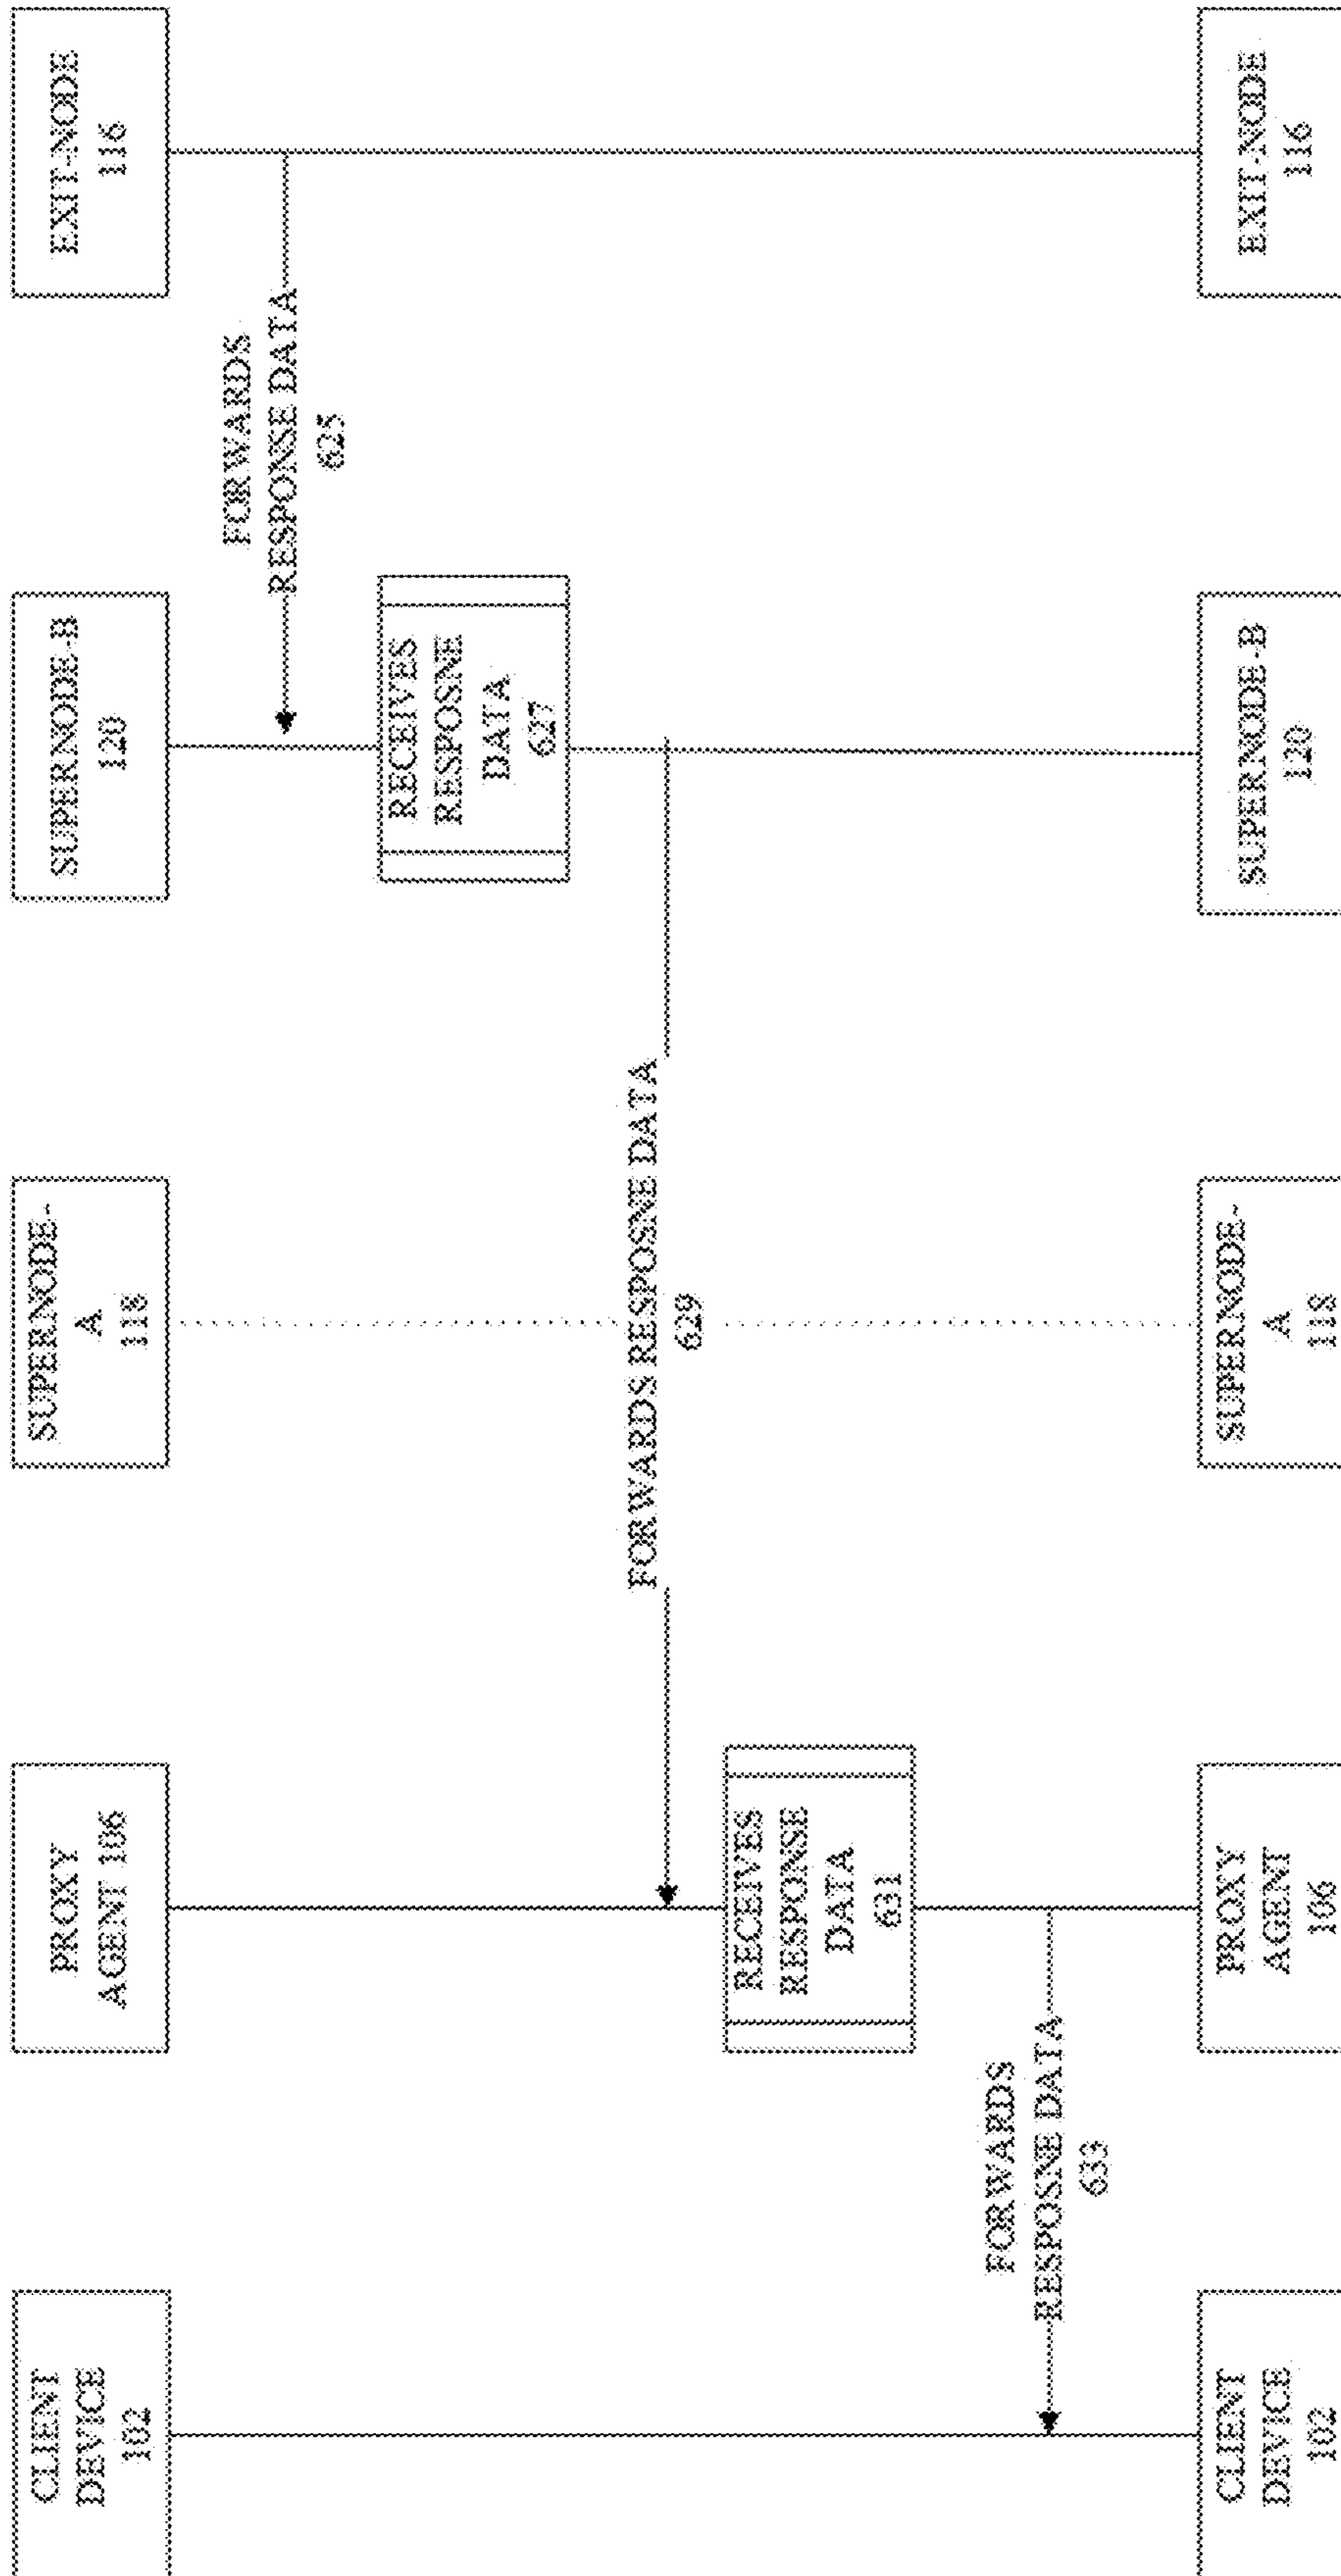 CLIENT
DEVICE
102
PROXY
AGENT 106
SUPERNODE-
A
118
SUPERNODE-B
120
EXIT-NODE
116
FORWARDS
RESPONSE DATA
625
RECEIVES
RESPOSNE
DATA
627
FORWARDS RESPOSNE DATA
629
RECEIVES
RESPONSE
DATA
631
FORWARDS
RESPOSNE DATA
633
CLIENT
DEVICE
102
PROXY
AGENT
106
SUPERNODE-
A
118
SUPERNODE-B
120
EXIT-NODE
116